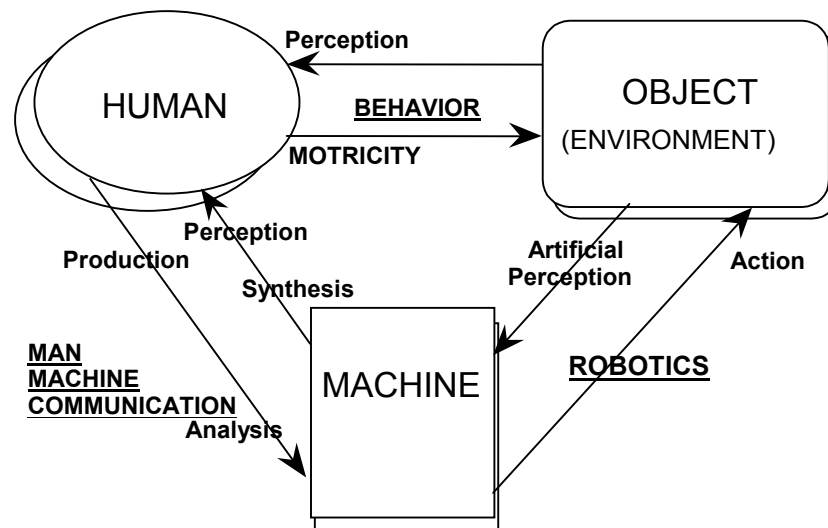 Perception
HUMAN
OBJECT
BEHAVIOR
(ENVIRONMENT)
MOTRICITY
Perception
Production
Artificial
Perception
Action
Synthesis
MAN
MACHINE
COMMUNICATION
MACHINE
ROBOTICS
Analysis